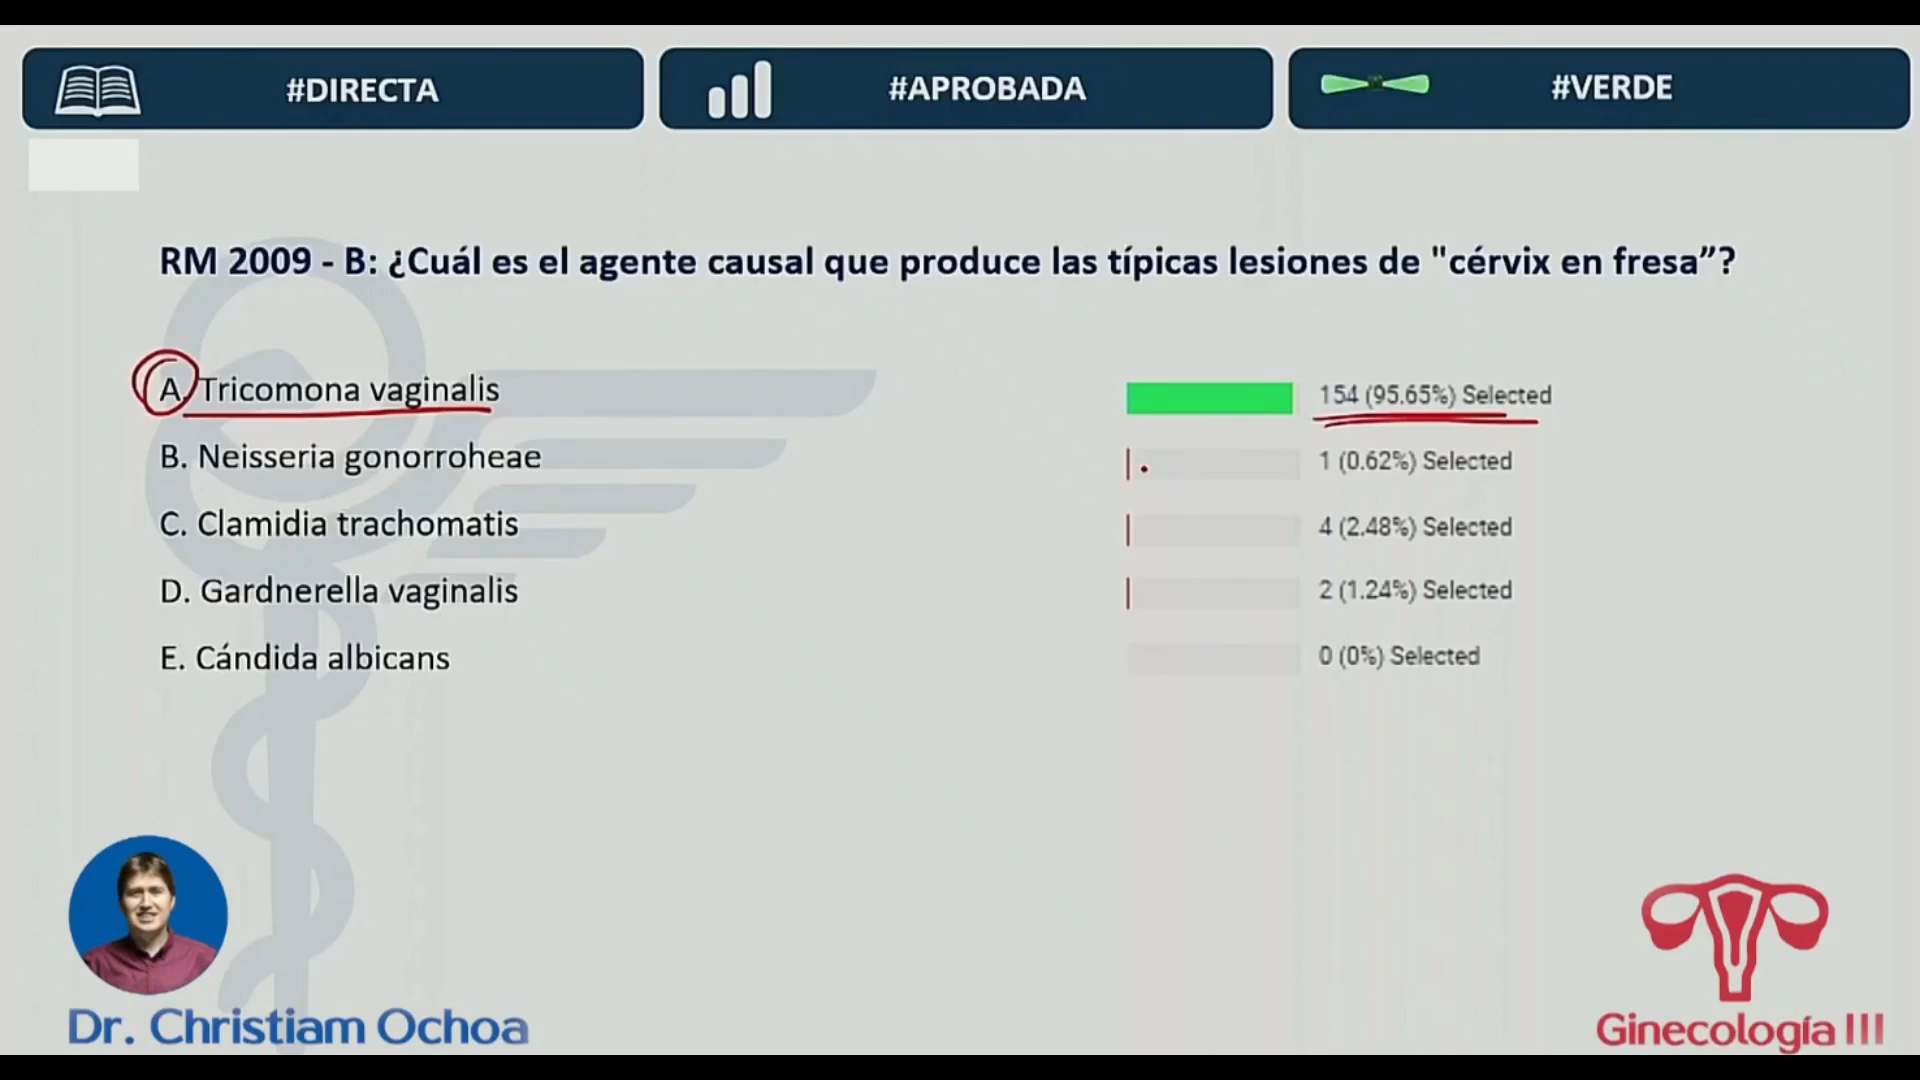 #DIRECTA
#APROBADA
#VERDE
RM 2009 - B: ¿Cuál es el agente causal que produce las típicas lesiones de "cérvix en fresa”?
A. Tricomona vaginalis
154 (95.65%) Selected
B. Neisseria gonorroheae
1 (0.62%) Selected
C. Clamidia trachomatis
4 (2.48%) Selected
D. Gardnerella vaginalis
2 (1.24%) Selected
E. Cándida albicans
0 (0%) Selected
Dr. Christiam Ochoa
Ginecología III